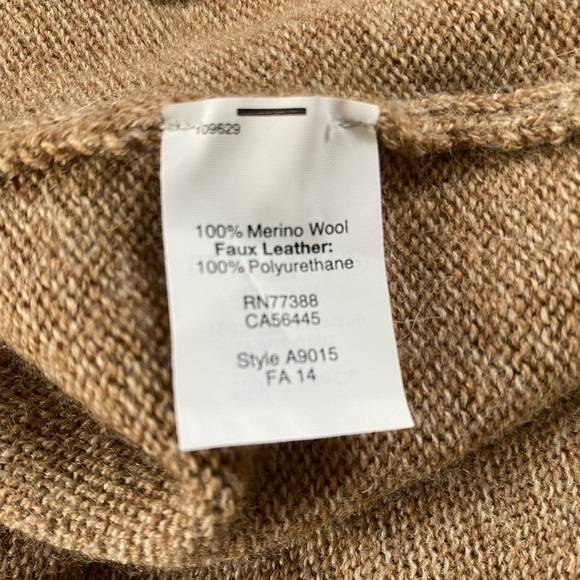 109629
100% Merino Wool
Faux Leather:
100% Polyurethane
RN77388
CA56445
Style A9015
FA 14